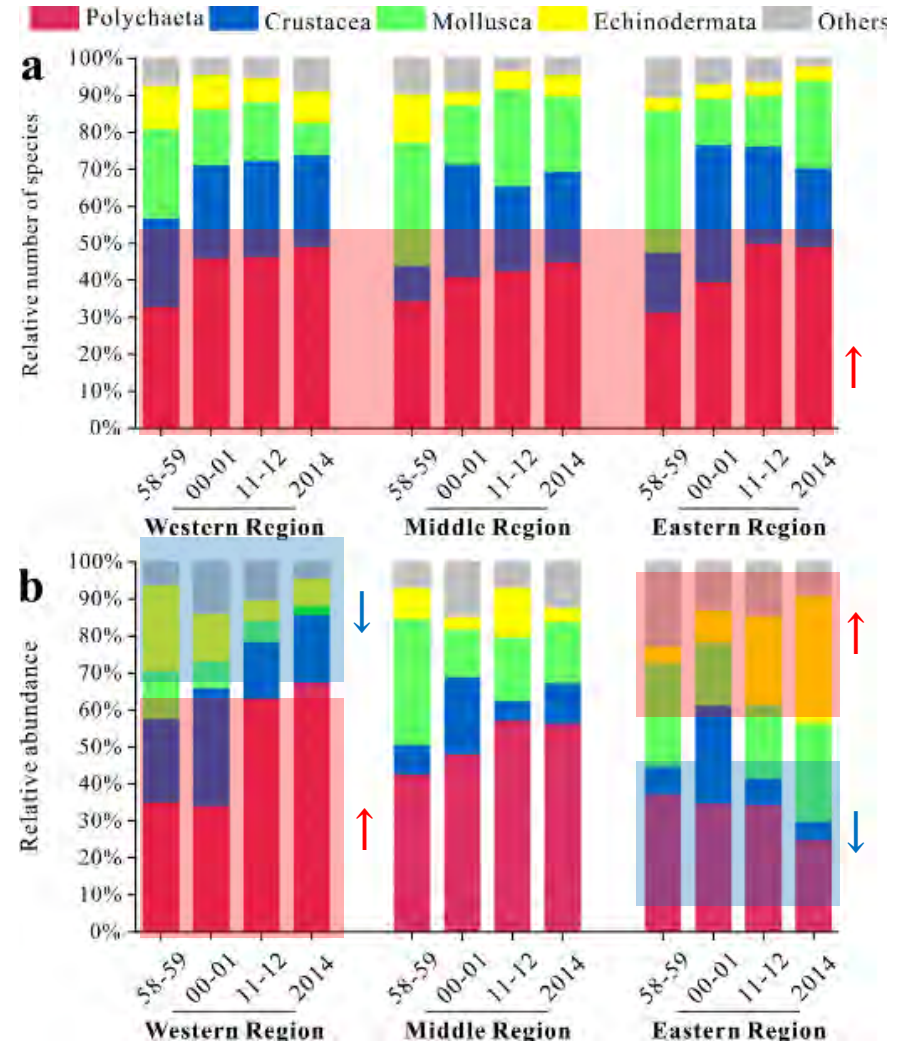 Polychaeta Crustacea Mollusca Echinodermata Others
a
Relative number of species
100%
90%
80%
70%
60%
50%
40%
30%
20%
10%
0%
58-59 00-01 11-12 2014 58-59 00-01 11-12 2014 58-59 00-01 11-12 2014
Western Region Middle Region Eastern Region
b
Relative abundance
100%
90%
80%
70%
60%
50%
40%
30%
20%
10%
0%
58-59 00-01 11-12 2014 58-59 00-01 11-12 2014 58-59 00-01 11-12 2014
Western Region Middle Region Eastern Region